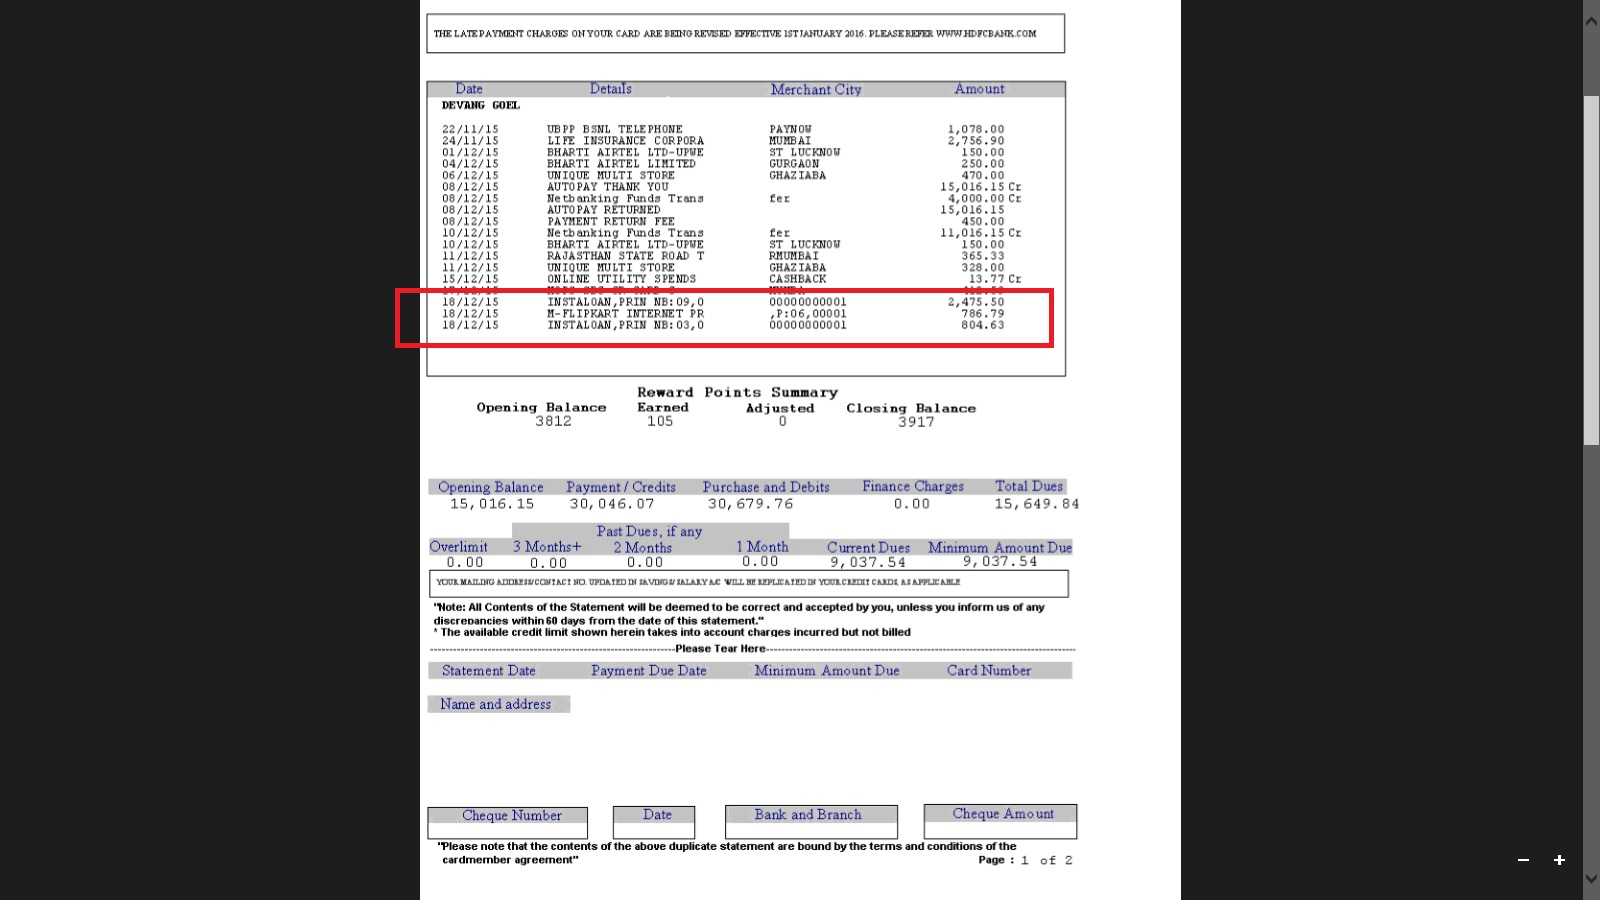 THE LATE PAYMENT CHARGES ON YOUR CARD ARE BEING REVISED EFFECTIVE 1ST JANUARY 2016. PLEASE REFER WWW.HDFCBANK.COM
Date Details Merchant City Amount
DEVANG GOEL
22/11/15 UBPP BSNL TELEPHONE PAYNOW 1,078.00
24/11/15 LIFE INSURANCE CORPORA MUMBAI 2,756.90
01/12/15 BHARTI AIRTEL LTD-UPWE ST LUCKNOW 150.00
04/12/15 BHARTI AIRTEL LIMITED GURGAON 250.00
06/12/15 UNIQUE MULTI STORE GHAZIABA 470.00
08/12/15 AUTOPAY THANK YOU 15,016.15 Cr
08/12/15 Netbanking Funds Trans fer 4,000.00 Cr
08/12/15 AUTOPAY RETURNED 15,016.15
08/12/15 PAYMENT RETURN FEE 450.00
10/12/15 Netbanking Funds Trans fer 11,016.15 Cr
10/12/15 BHARTI AIRTEL LTD-UPWE ST LUCKNOW 150.00
11/12/15 RAJASTHAN STATE ROAD T RMUMBAI 365.33
11/12/15 UNIQUE MULTI STORE GHAZIABA 328.00
15/12/15 ONLINE UTILITY SPENDS CASHBACK 13.77 Cr
18/12/15 INSTALOAN,PRIN NB:09,0 00000000001 2,475.50
18/12/15 M-FLIPKART INTERNET PR ,P:06,00001 786.79
18/12/15 INSTALOAN,PRIN NB:03,0 00000000001 804.63
Reward Points Summary
Opening Balance Earned Adjusted Closing Balance
3812 105 0 3917
Opening Balance Payment / Credits Purchase and Debits Finance Charges Total Dues
15,016.15 30,046.07 30,679.76 0.00 15,649.84
Past Dues, if any
Overlimit 3 Months+ 2 Months 1 Month Current Dues Minimum Amount Due
0.00 0.00 0.00 0.00 9,037.54 9,037.54
YOUR MAILING ADDRESS/CONTACT NO. UPDATED IN SAVINGS/ SALARY A/C WILL BE REPLICATED IN YOUR CREDIT CARDS, AS APPLICABLE
"Note: All Contents of the Statement will be deemed to be correct and accepted by you, unless you inform us of any
discrepancies within 60 days from the date of this statement."
* The available credit limit shown herein takes into account charges incurred but not billed
Please Tear Here
Statement Date Payment Due Date Minimum Amount Due Card Number
Name and address
Cheque Number Date Bank and Branch Cheque Amount
"Please note that the contents of the above duplicate statement are bound by the terms and conditions of the
cardmember agreement"
Page : 1 of 2